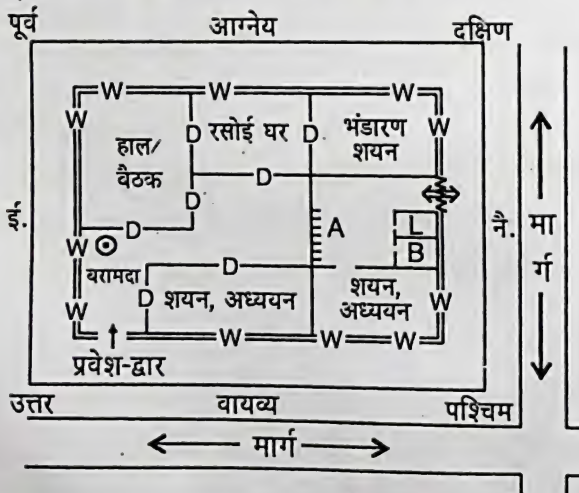 पूर्व आग्नेय दक्षिण
W W W
W D रसोई घर D भंडारण W
हाल/ शयन
बैठक D D
ई. D A L नै. मा
W बरामदा D B र्ग
D शयन, अध्ययन शयन,
W अध्ययन W
W W W
प्रवेश-द्वार
उत्तर वायव्य पश्चिम
मार्ग